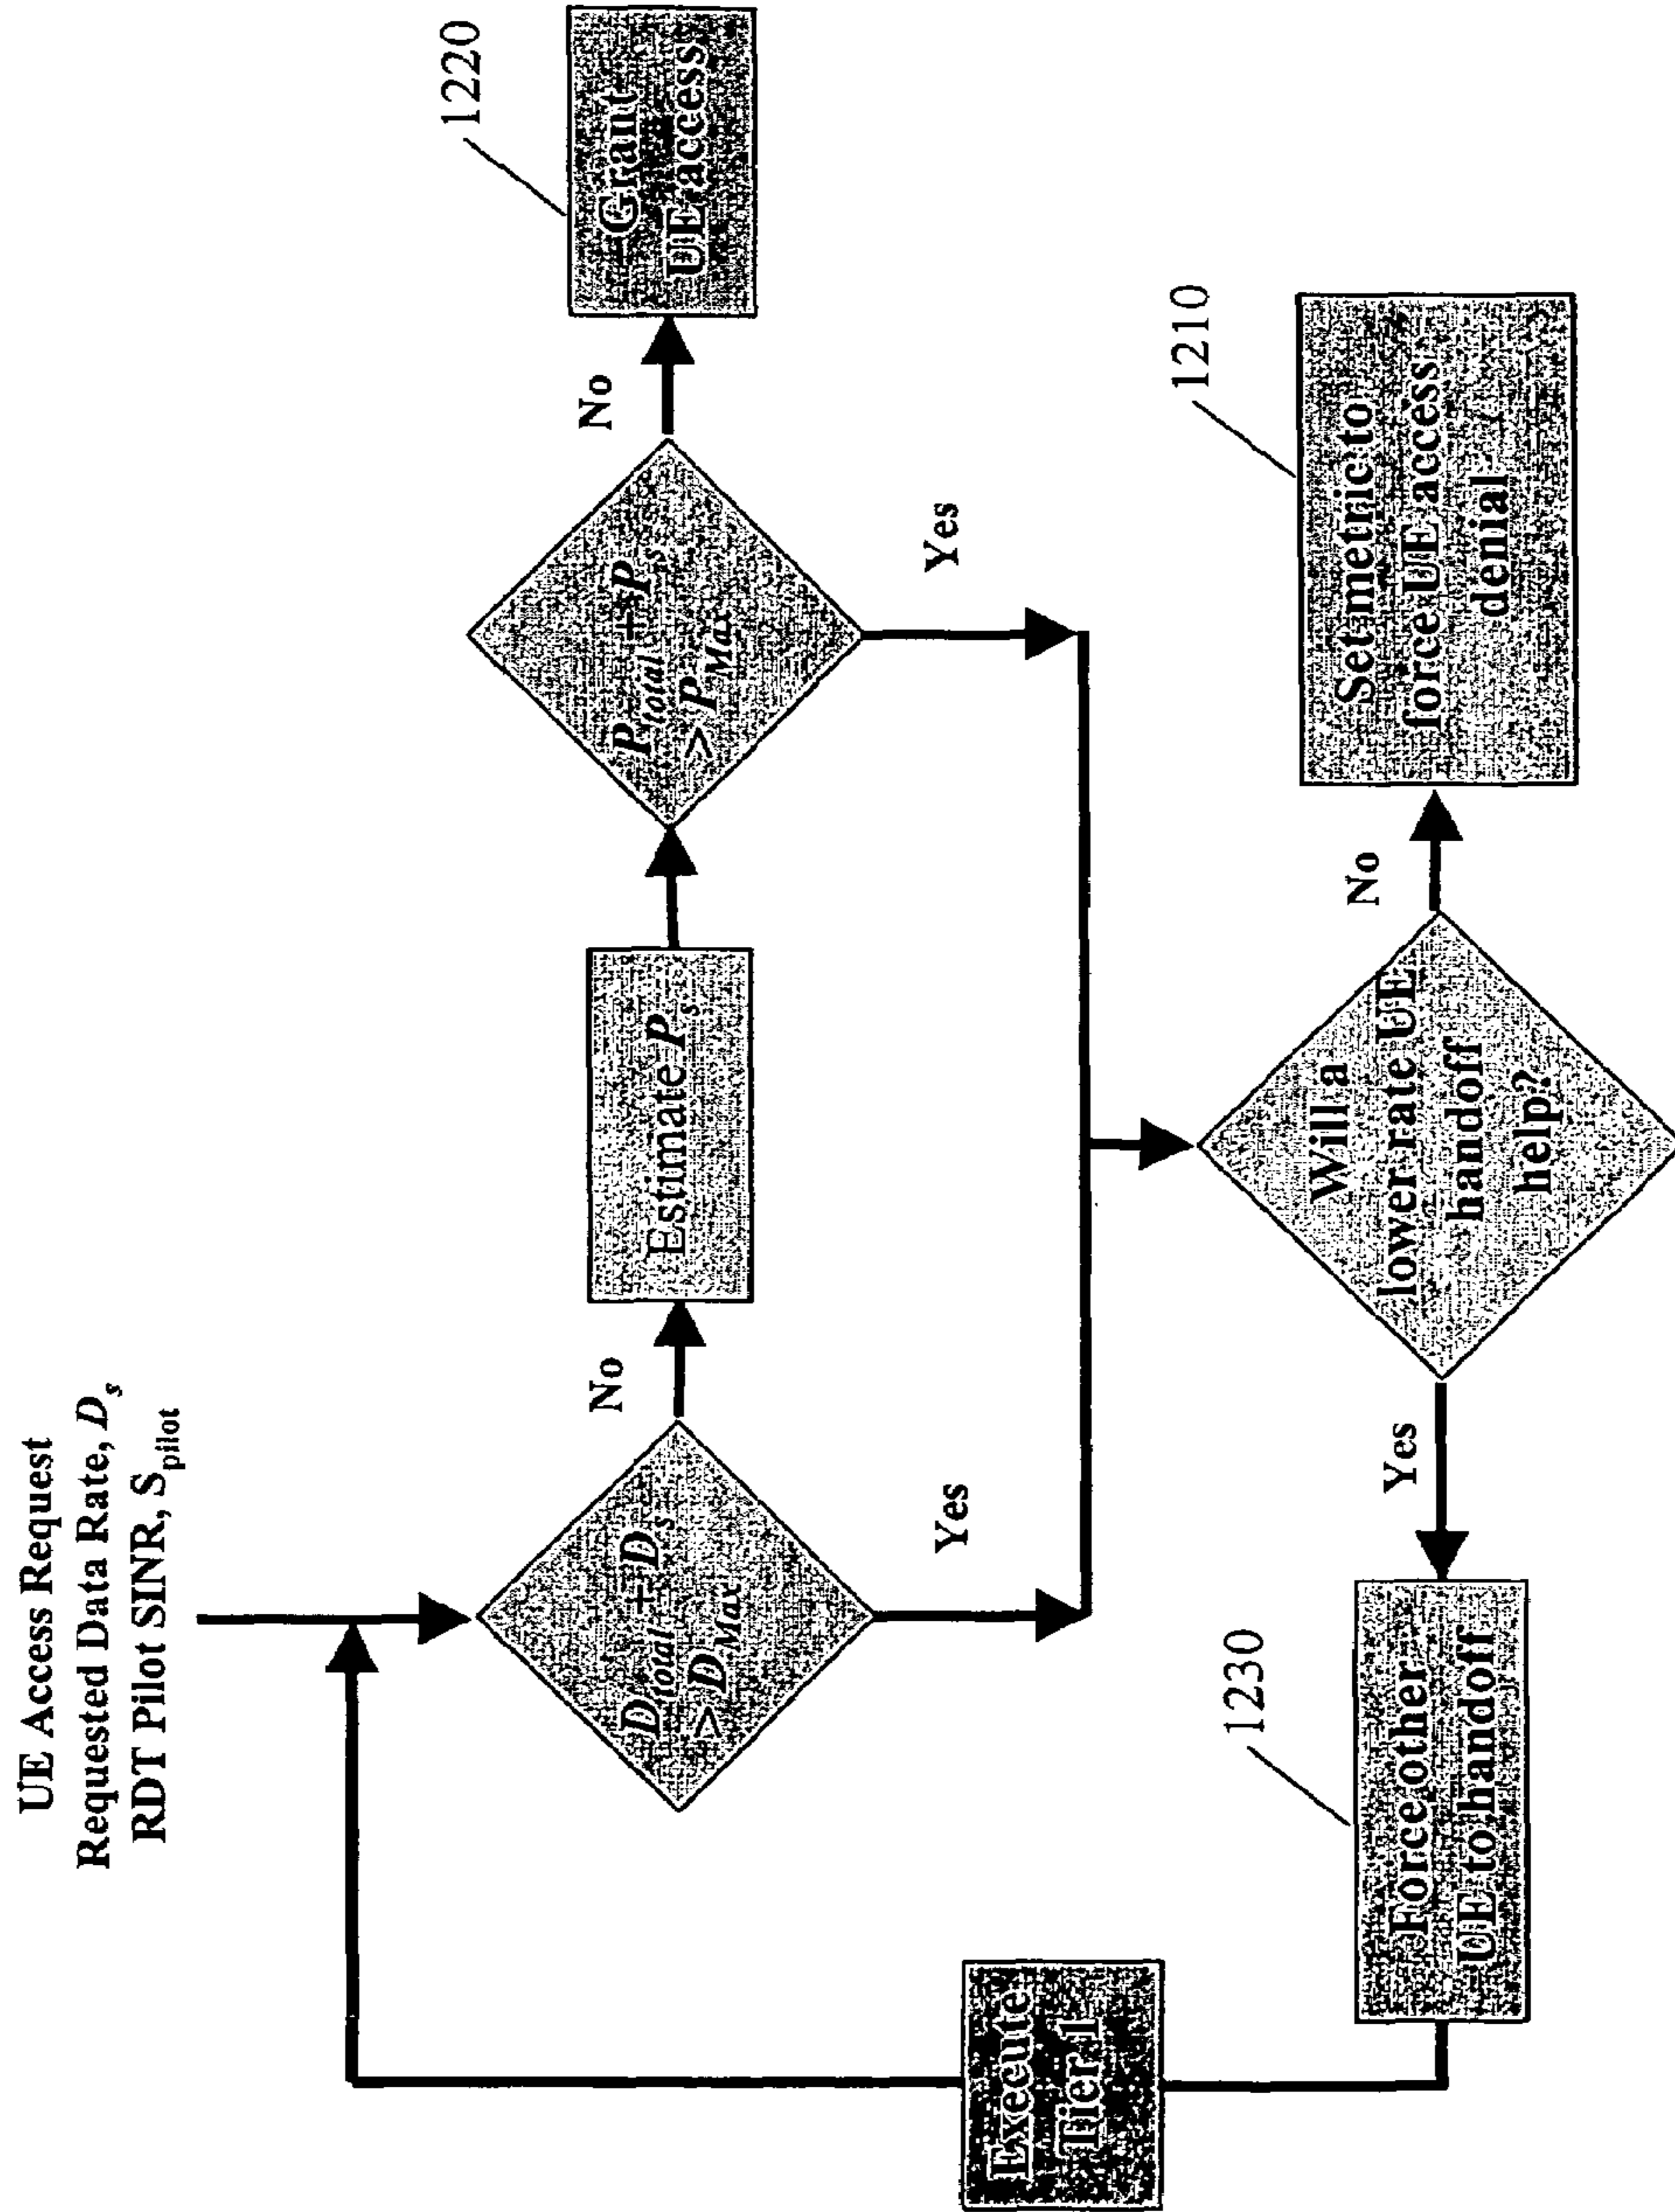 UE Access Request
Requested Data Rate, Dₛ
RDT Pilot SINR, S_pilot
D_total + D_s
> D_Max
No
Yes
Estimate P_s
P_total + P_s
> P_Max
No
Yes
Grant
UE access
1220
Will a
lower rate UE
handoff
help?
No
Yes
Set metric to
force UE access
denial
1210
Force other
UE to handoff
1230
Execute
Tier 1